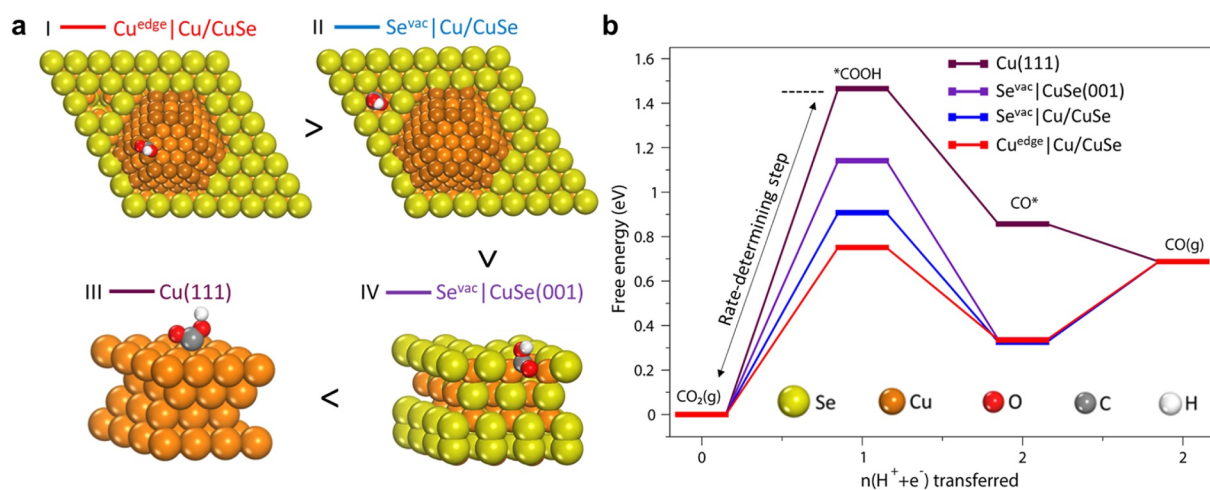 a
I Cu^edge|Cu/CuSe
II Se^vac|Cu/CuSe
>
>
III Cu(111)
IV Se^vac|CuSe(001)
<
b
Free energy (eV)
1.6
1.4
1.2
1
0.8
0.6
0.4
0.2
0
*COOH
Cu(111)
Se^vac|CuSe(001)
Se^vac|Cu/CuSe
Cu^edge|Cu/CuSe
Rate-determining step
CO*
CO(g)
CO₂(g)
Se
Cu
O
C
H
0
1
2
2
n(H⁺+e⁻) transferred